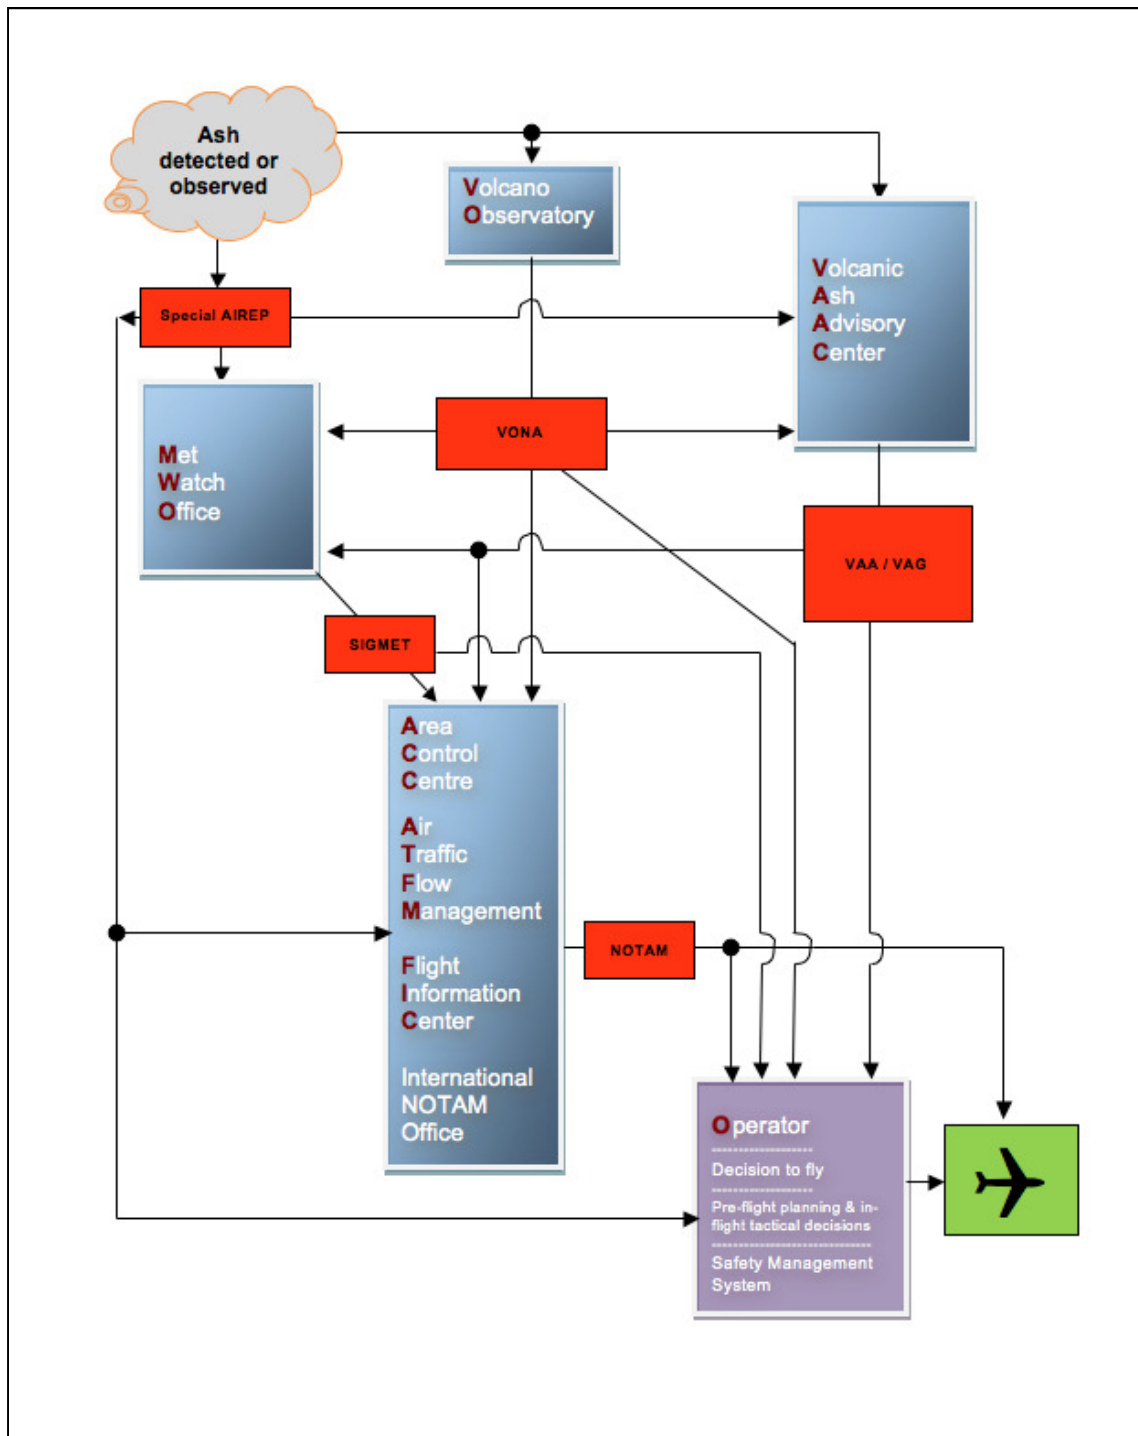 Ash
detected or
observed
Volcano
Observatory
Volcanic
Ash
Advisory
Center
Special AIREP
VONA
Met
Watch
Office
VAA / VAG
SIGMET
Area
Control
Centre
Air
Traffic
Flow
Management
Flight
Information
Center
International
NOTAM
Office
NOTAM
Operator
-------------------
Decision to fly
-------------------
Pre-flight planning & in-
flight tactical decisions
------------------------------
Safety Management
System